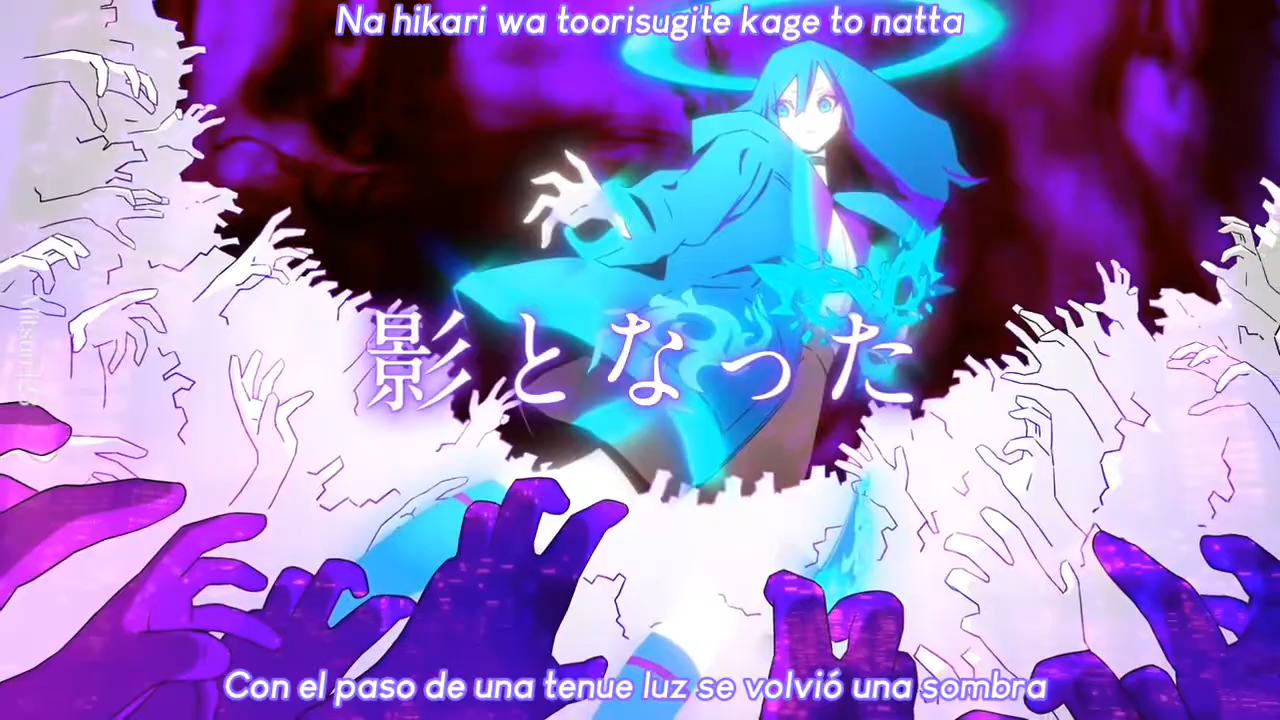 Na hikari wa toorisugite kage to natta
影となった
Con el paso de una tenue luz se volvió una sombra